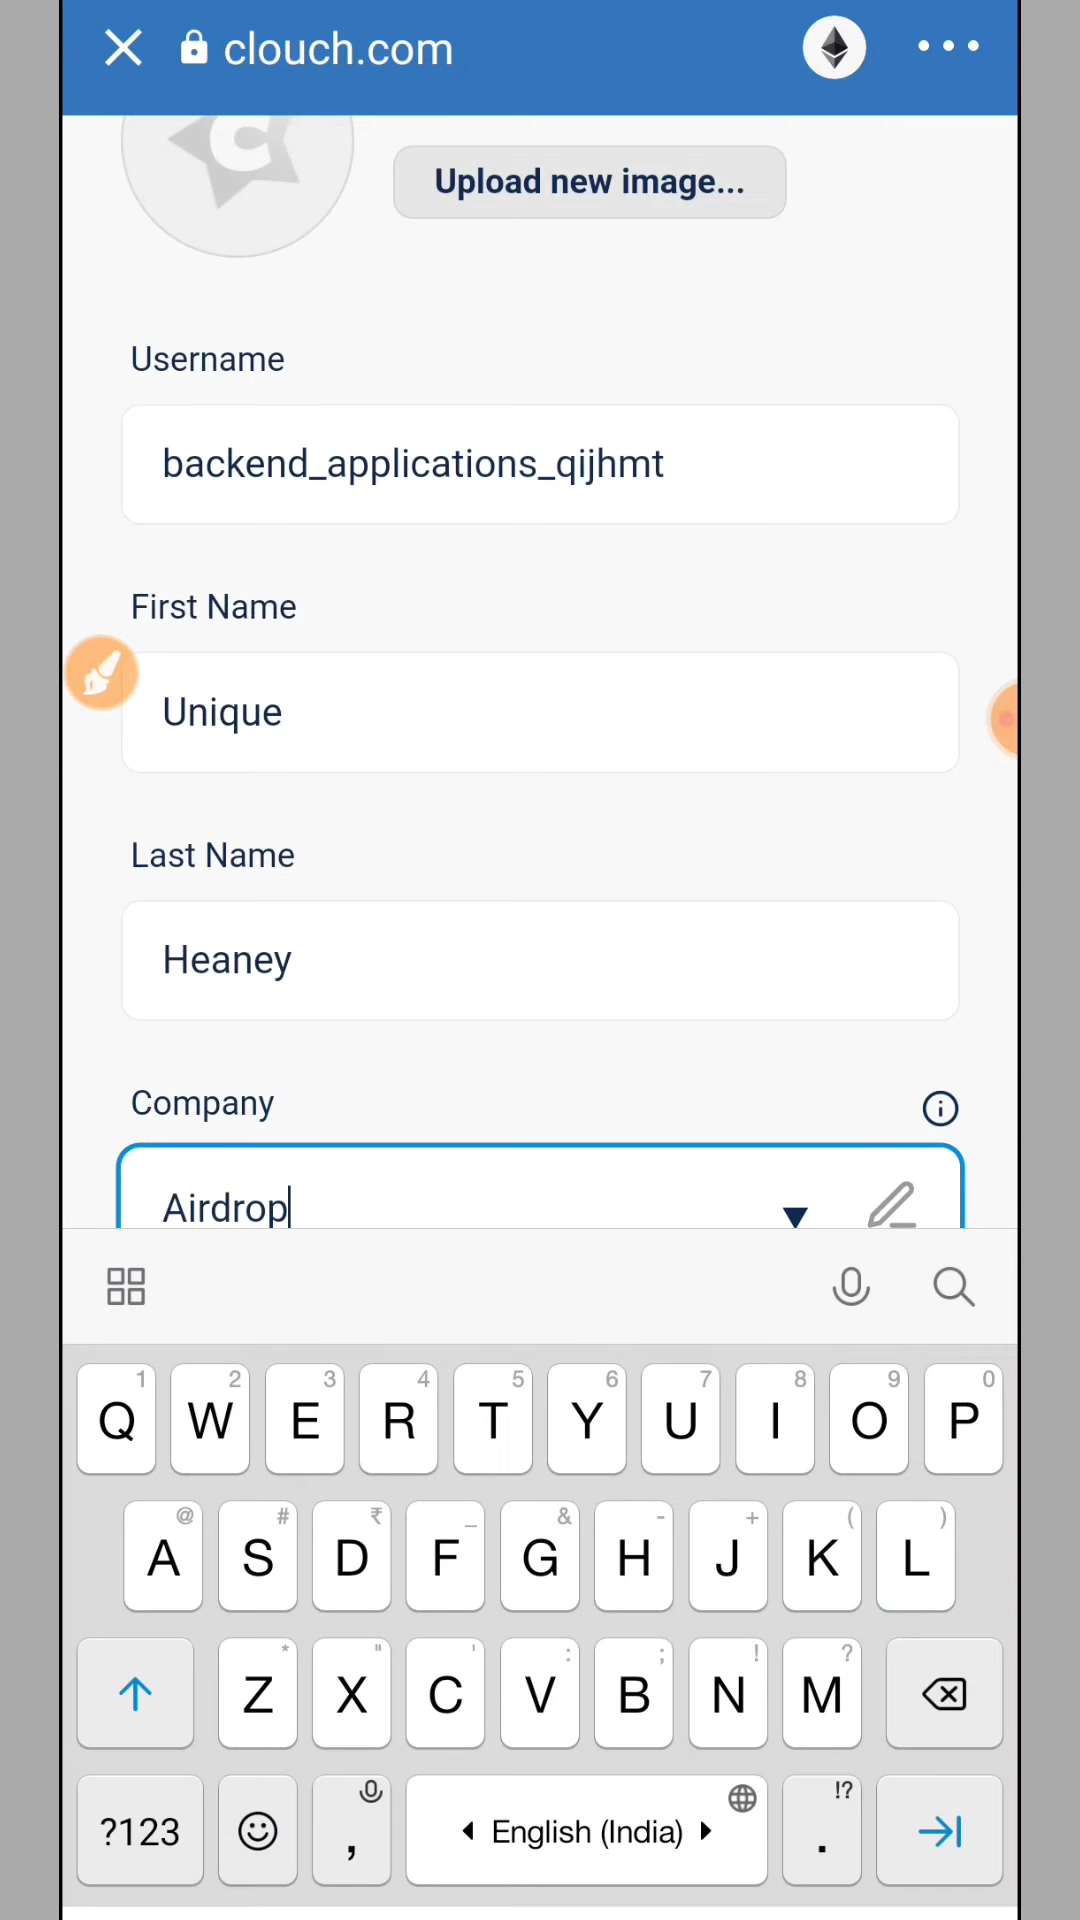 clouch.com
C
Upload new image...
Username
backend_applications_qijhmt
First Name
Unique
Last Name
Heaney
Company
Airdrop
1 2 3 4 5 6 7 8 9 0
Q W E R T Y U I O P
@ # ₹ _ & - + ( )
A S D F G H J K L
* " ' : ; ! ?
Z X C V B N M
!?
?123 , English (India) .